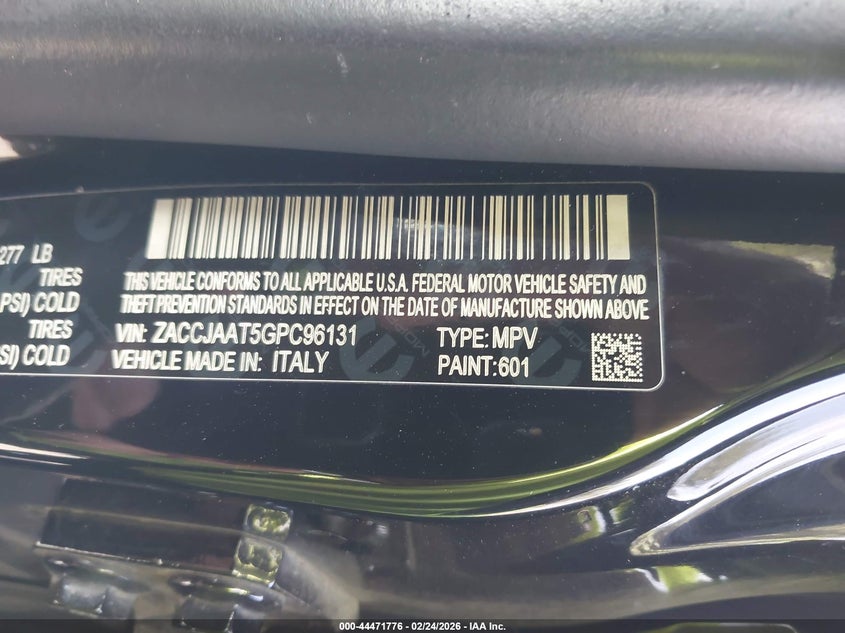 277 LB
TIRES
PSI) COLD
TIRES
SI) COLD
THIS VEHICLE CONFORMS TO ALL APPLICABLE U.S.A. FEDERAL MOTOR VEHICLE SAFETY AND
THEFT PREVENTION STANDARDS IN EFFECT ON THE DATE OF MANUFACTURE SHOWN ABOVE
VIN: ZACCJAAT5GPC96131 TYPE: MPV
VEHICLE MADE IN: ITALY PAINT:601
000-44471776 - 02/24/2026 - IAA Inc.